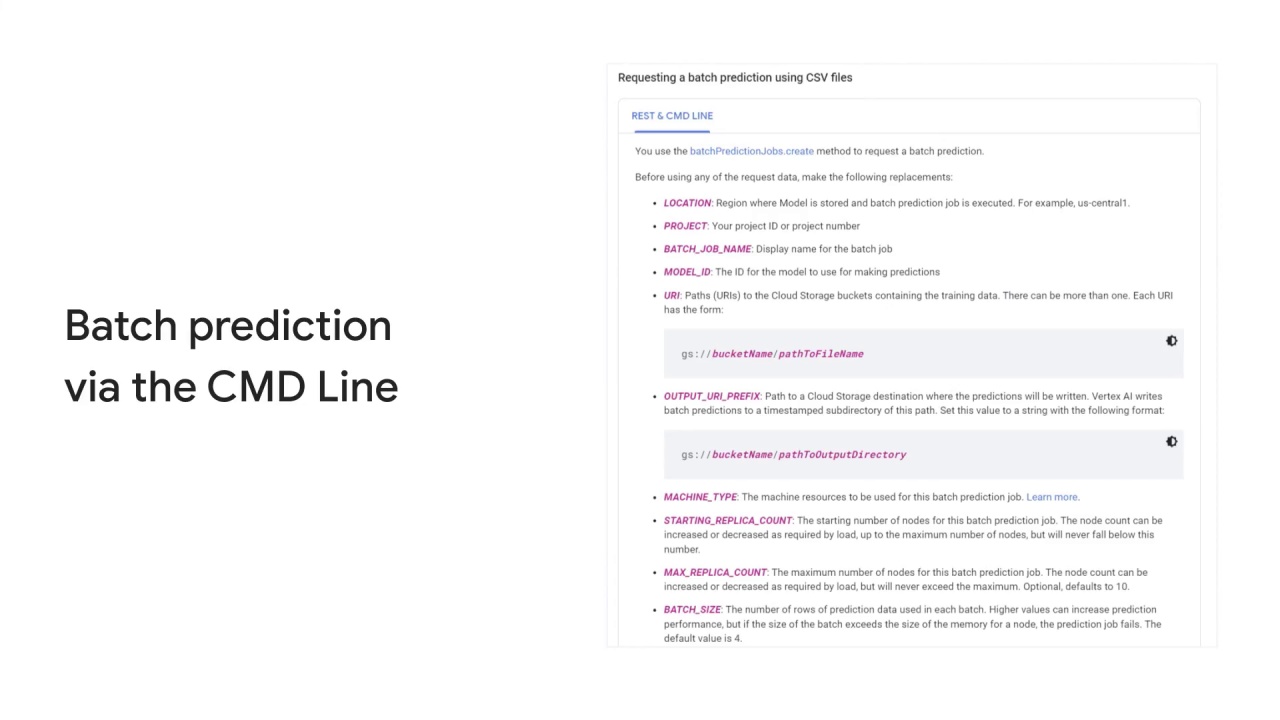 Batch prediction
via the CMD Line
Requesting a batch prediction using CSV files
REST & CMD LINE
You use the batchPredictionJobs.create method to request a batch prediction.
Before using any of the request data, make the following replacements:
• LOCATION: Region where Model is stored and batch prediction job is executed. For example, us-central1.
• PROJECT: Your project ID or project number
• BATCH_JOB_NAME: Display name for the batch job
• MODEL_ID: The ID for the model to use for making predictions
• URI: Paths (URIs) to the Cloud Storage buckets containing the training data. There can be more than one. Each URI
has the form:
gs://bucketName/pathToFileName
• OUTPUT_URI_PREFIX: Path to a Cloud Storage destination where the predictions will be written. Vertex AI writes
batch predictions to a timestamped subdirectory of this path. Set this value to a string with the following format:
gs://bucketName/pathToOutputDirectory
• MACHINE_TYPE: The machine resources to be used for this batch prediction job. Learn more.
• STARTING_REPLICA_COUNT: The starting number of nodes for this batch prediction job. The node count can be
increased or decreased as required by load, up to the maximum number of nodes, but will never fall below this
number.
• MAX_REPLICA_COUNT: The maximum number of nodes for this batch prediction job. The node count can be
increased or decreased as required by load, but will never exceed the maximum. Optional, defaults to 10.
• BATCH_SIZE: The number of rows of prediction data used in each batch. Higher values can increase prediction
performance, but if the size of the batch exceeds the size of the memory for a node, the prediction job fails. The
default value is 4.